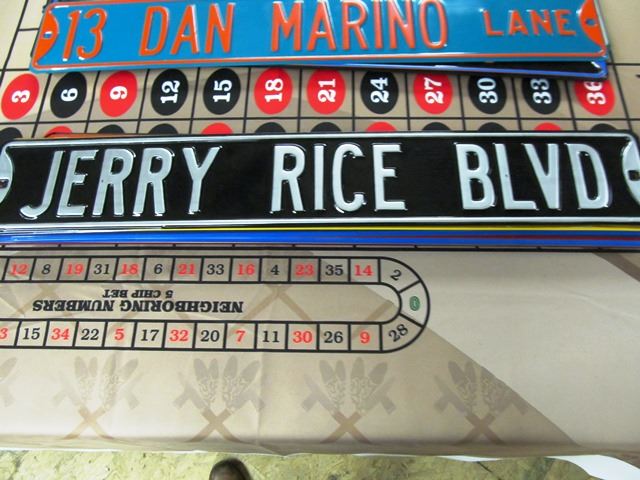 13 DAN MARINO LANE
3 6 9 12 15 18 21 24 27 30 33 36
JERRY RICE BLVD
12 8 19 31 18 6 21 33 16 4 23 35 14 2
0
NEIGHBORING NUMBERS
5 CHIP BET
3 15 34 22 5 17 32 20 7 11 30 26 9 28